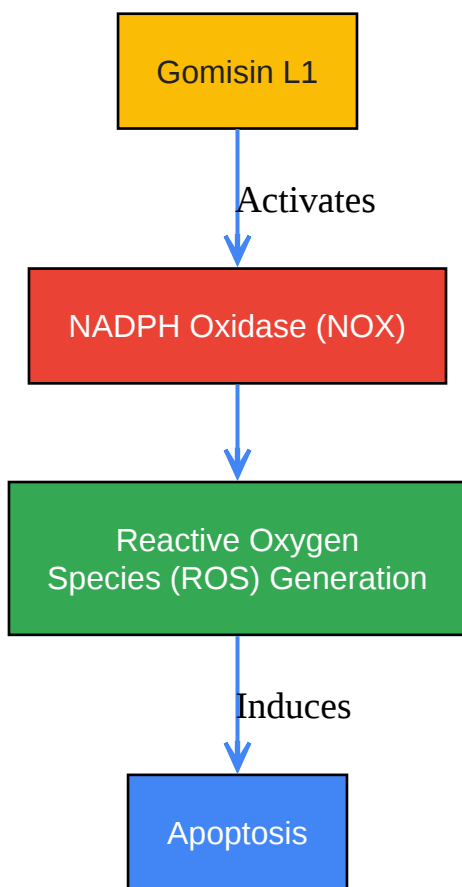 Gomisin L1
Activates
NADPH Oxidase (NOX)
Reactive Oxygen
Species (ROS) Generation
Induces
Apoptosis